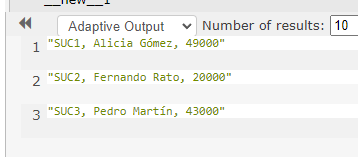 __new__1
Adaptive Output Number of results: 10
1 "SUC1, Alicia Gómez, 49000"
2 "SUC2, Fernando Rato, 20000"
3 "SUC3, Pedro Martín, 43000"